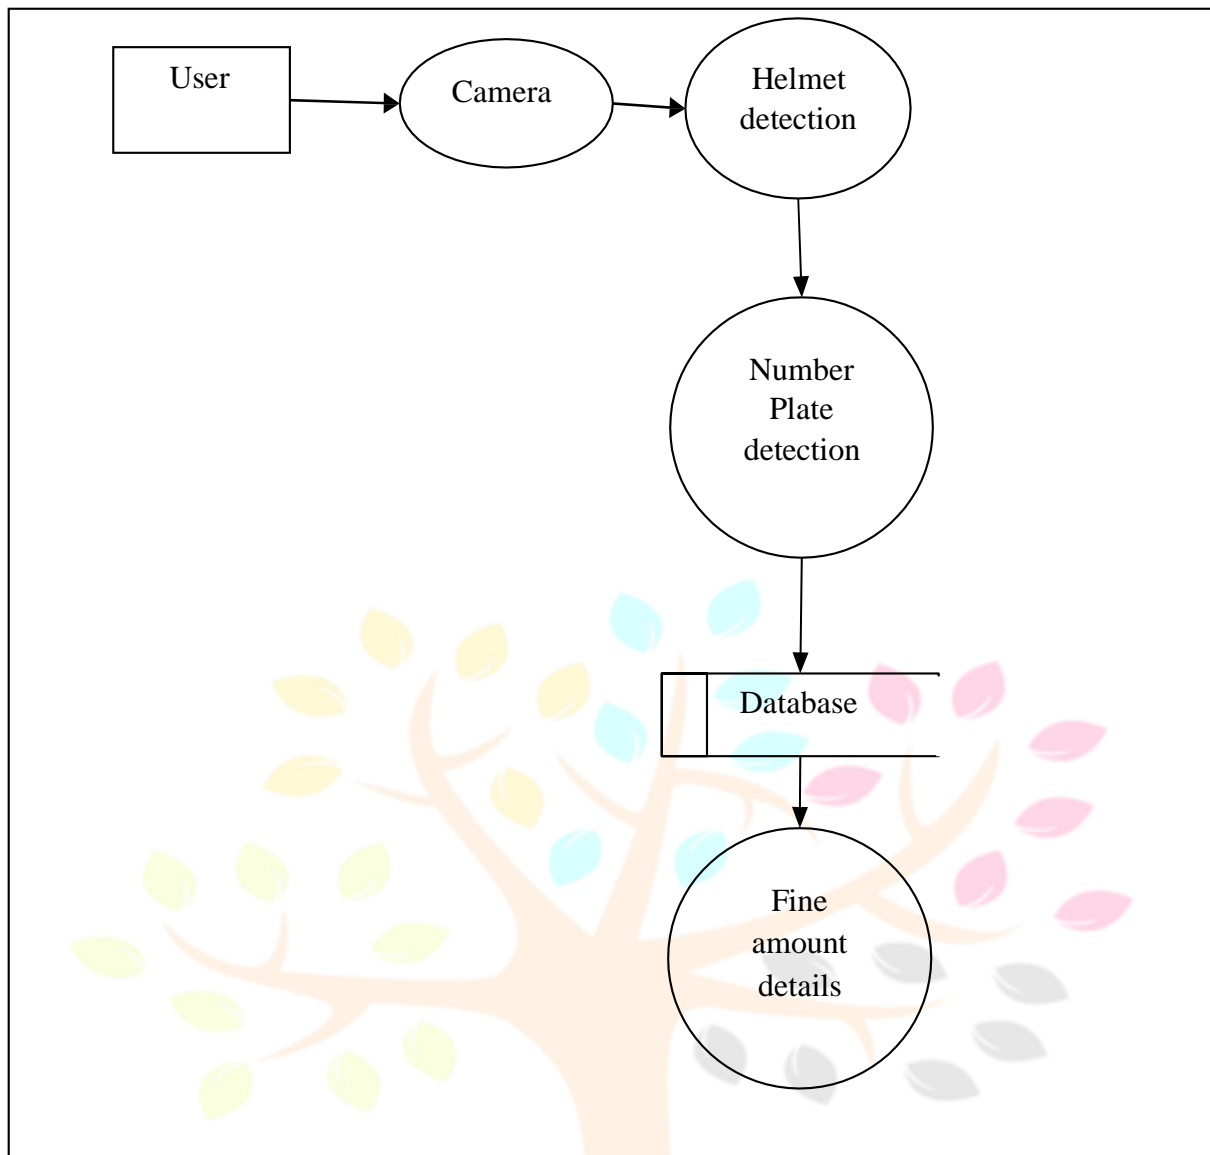 User
Camera
Helmet
detection
Number
Plate
detection
Database
Fine
amount
details